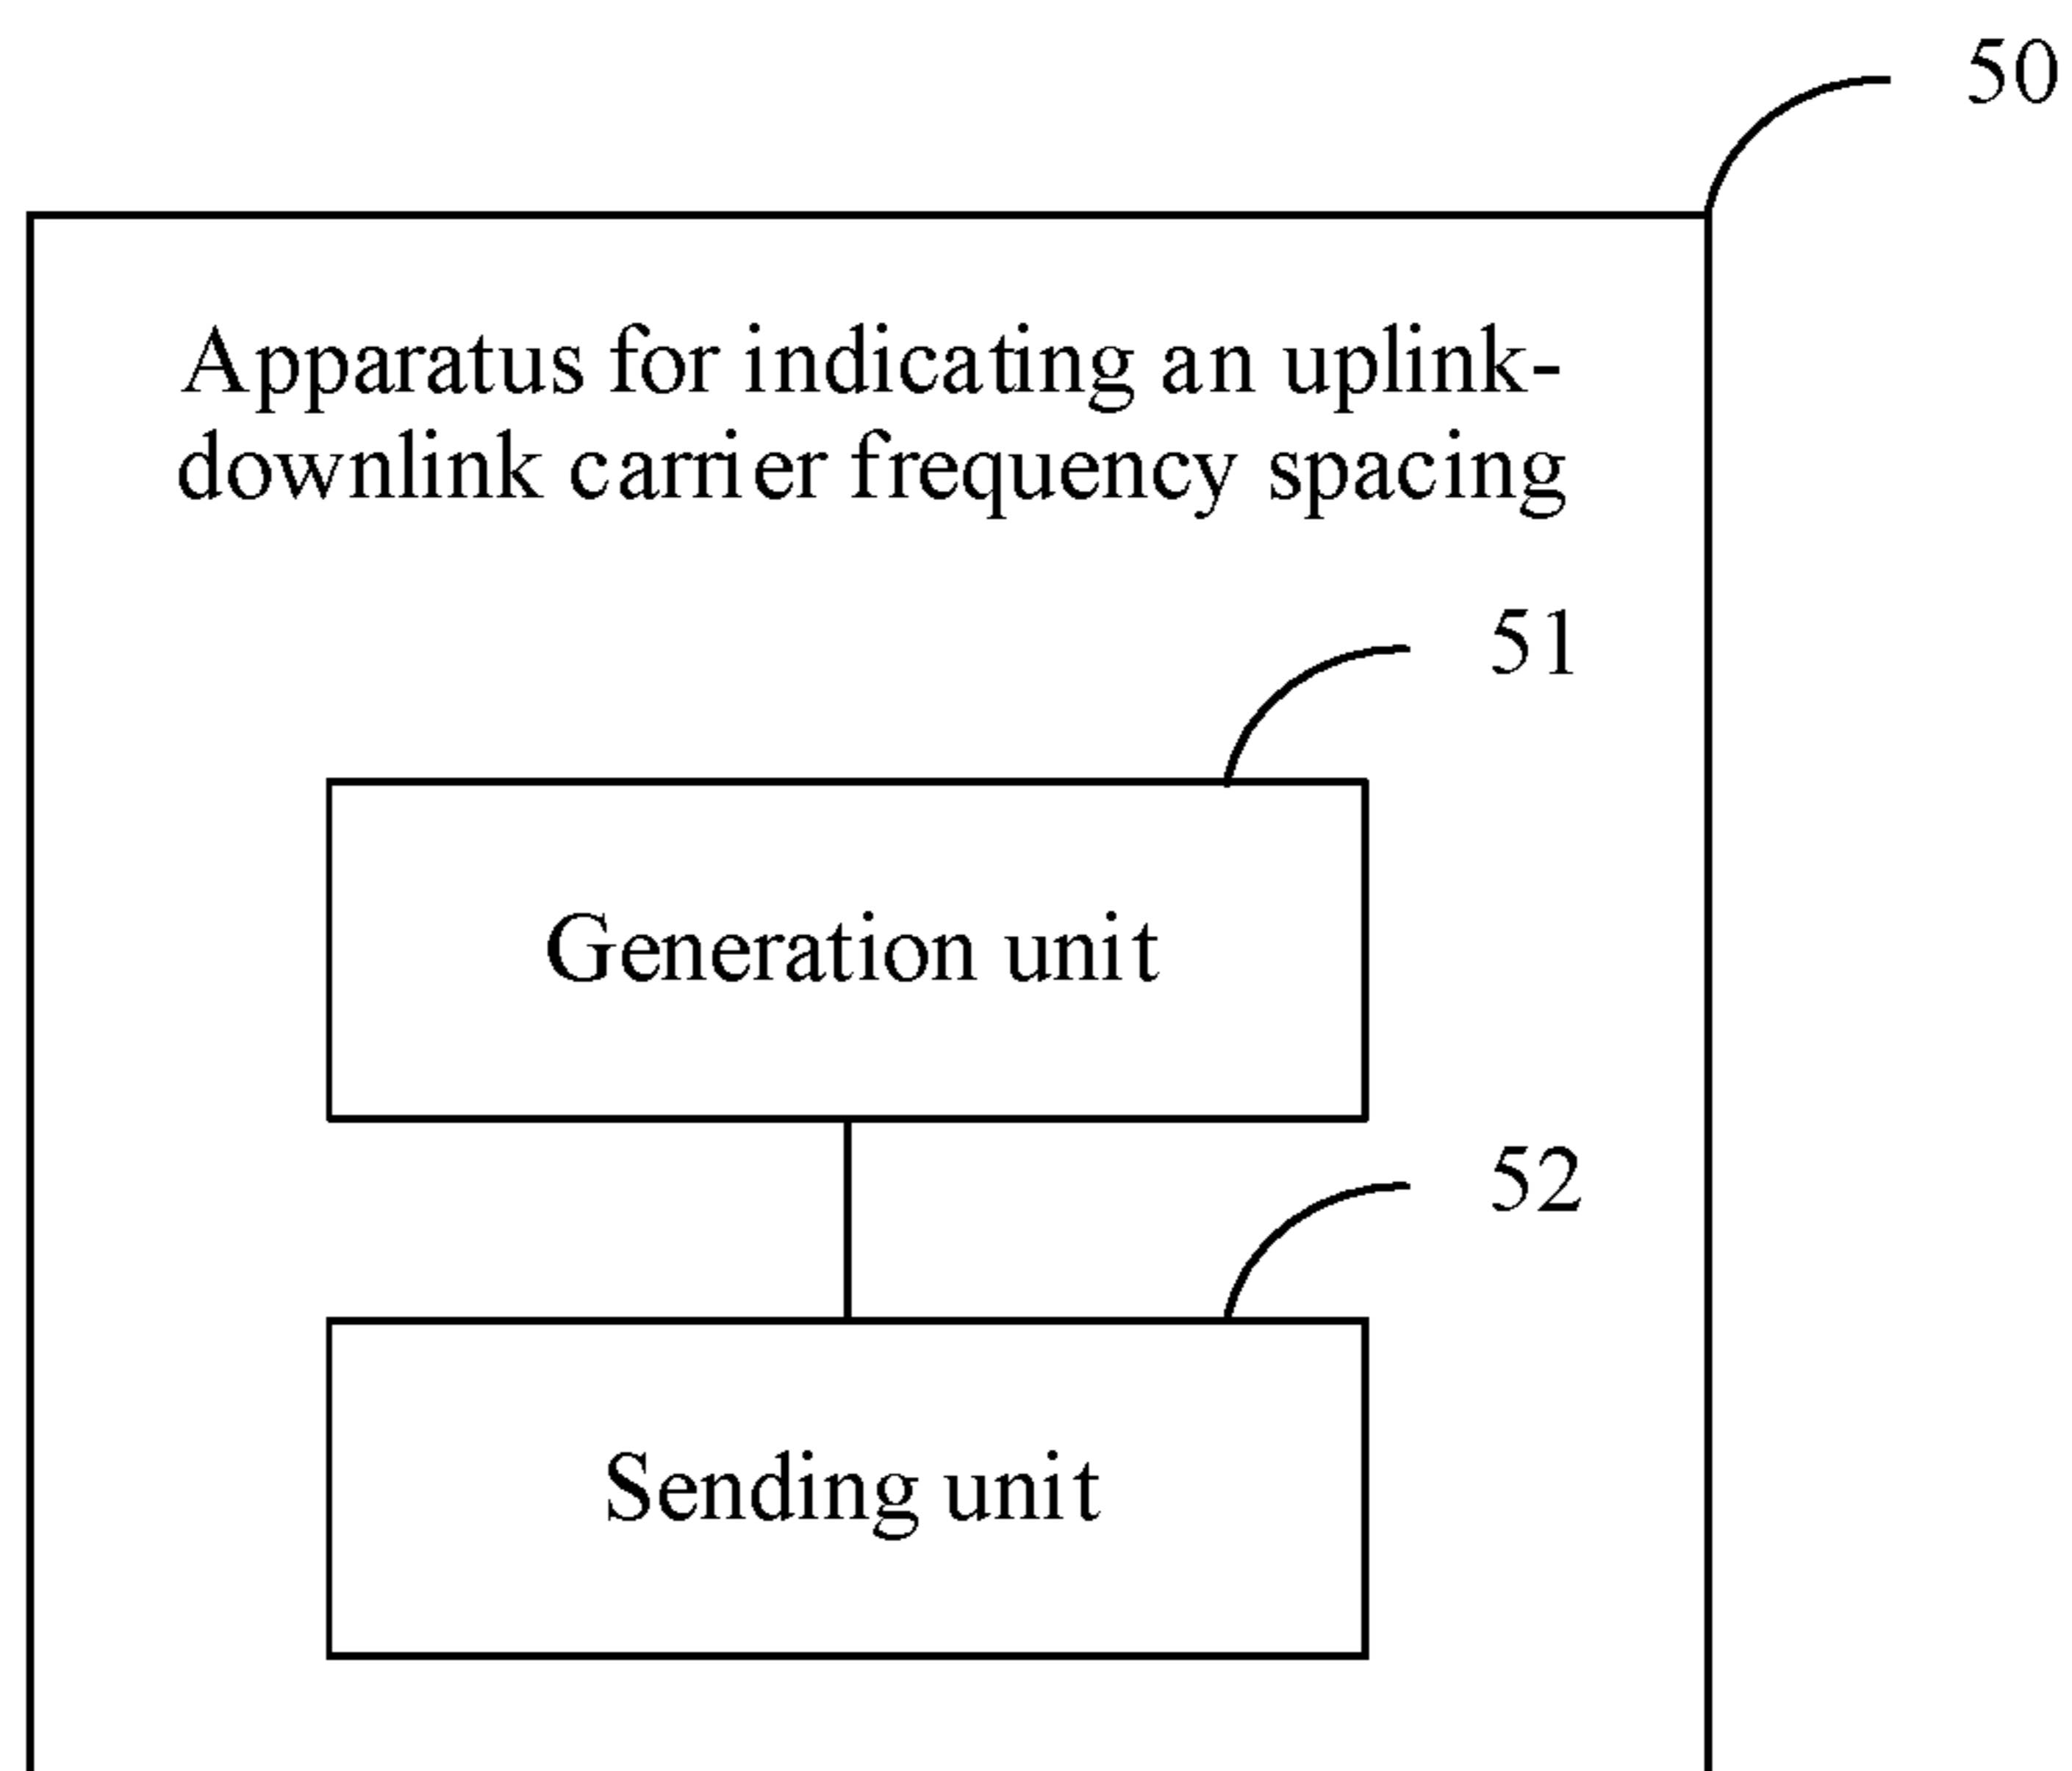 50
Apparatus for indicating an uplink-
downlink carrier frequency spacing
51
Generation unit
52
Sending unit